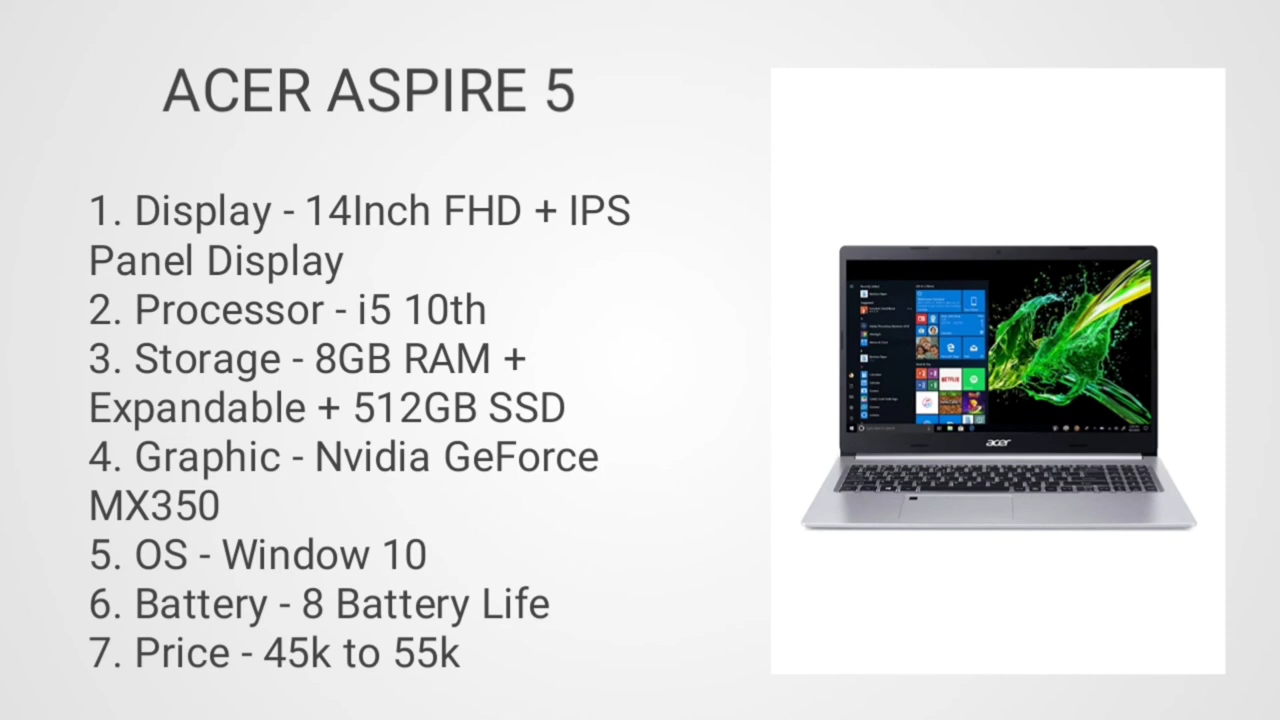 ACER ASPIRE 5
1. Display - 14Inch FHD + IPS
Panel Display
2. Processor - i5 10th
3. Storage - 8GB RAM +
Expandable + 512GB SSD
4. Graphic - Nvidia GeForce
MX350
5. OS - Window 10
6. Battery - 8 Battery Life
7. Price - 45k to 55k
NETFLIX
acer